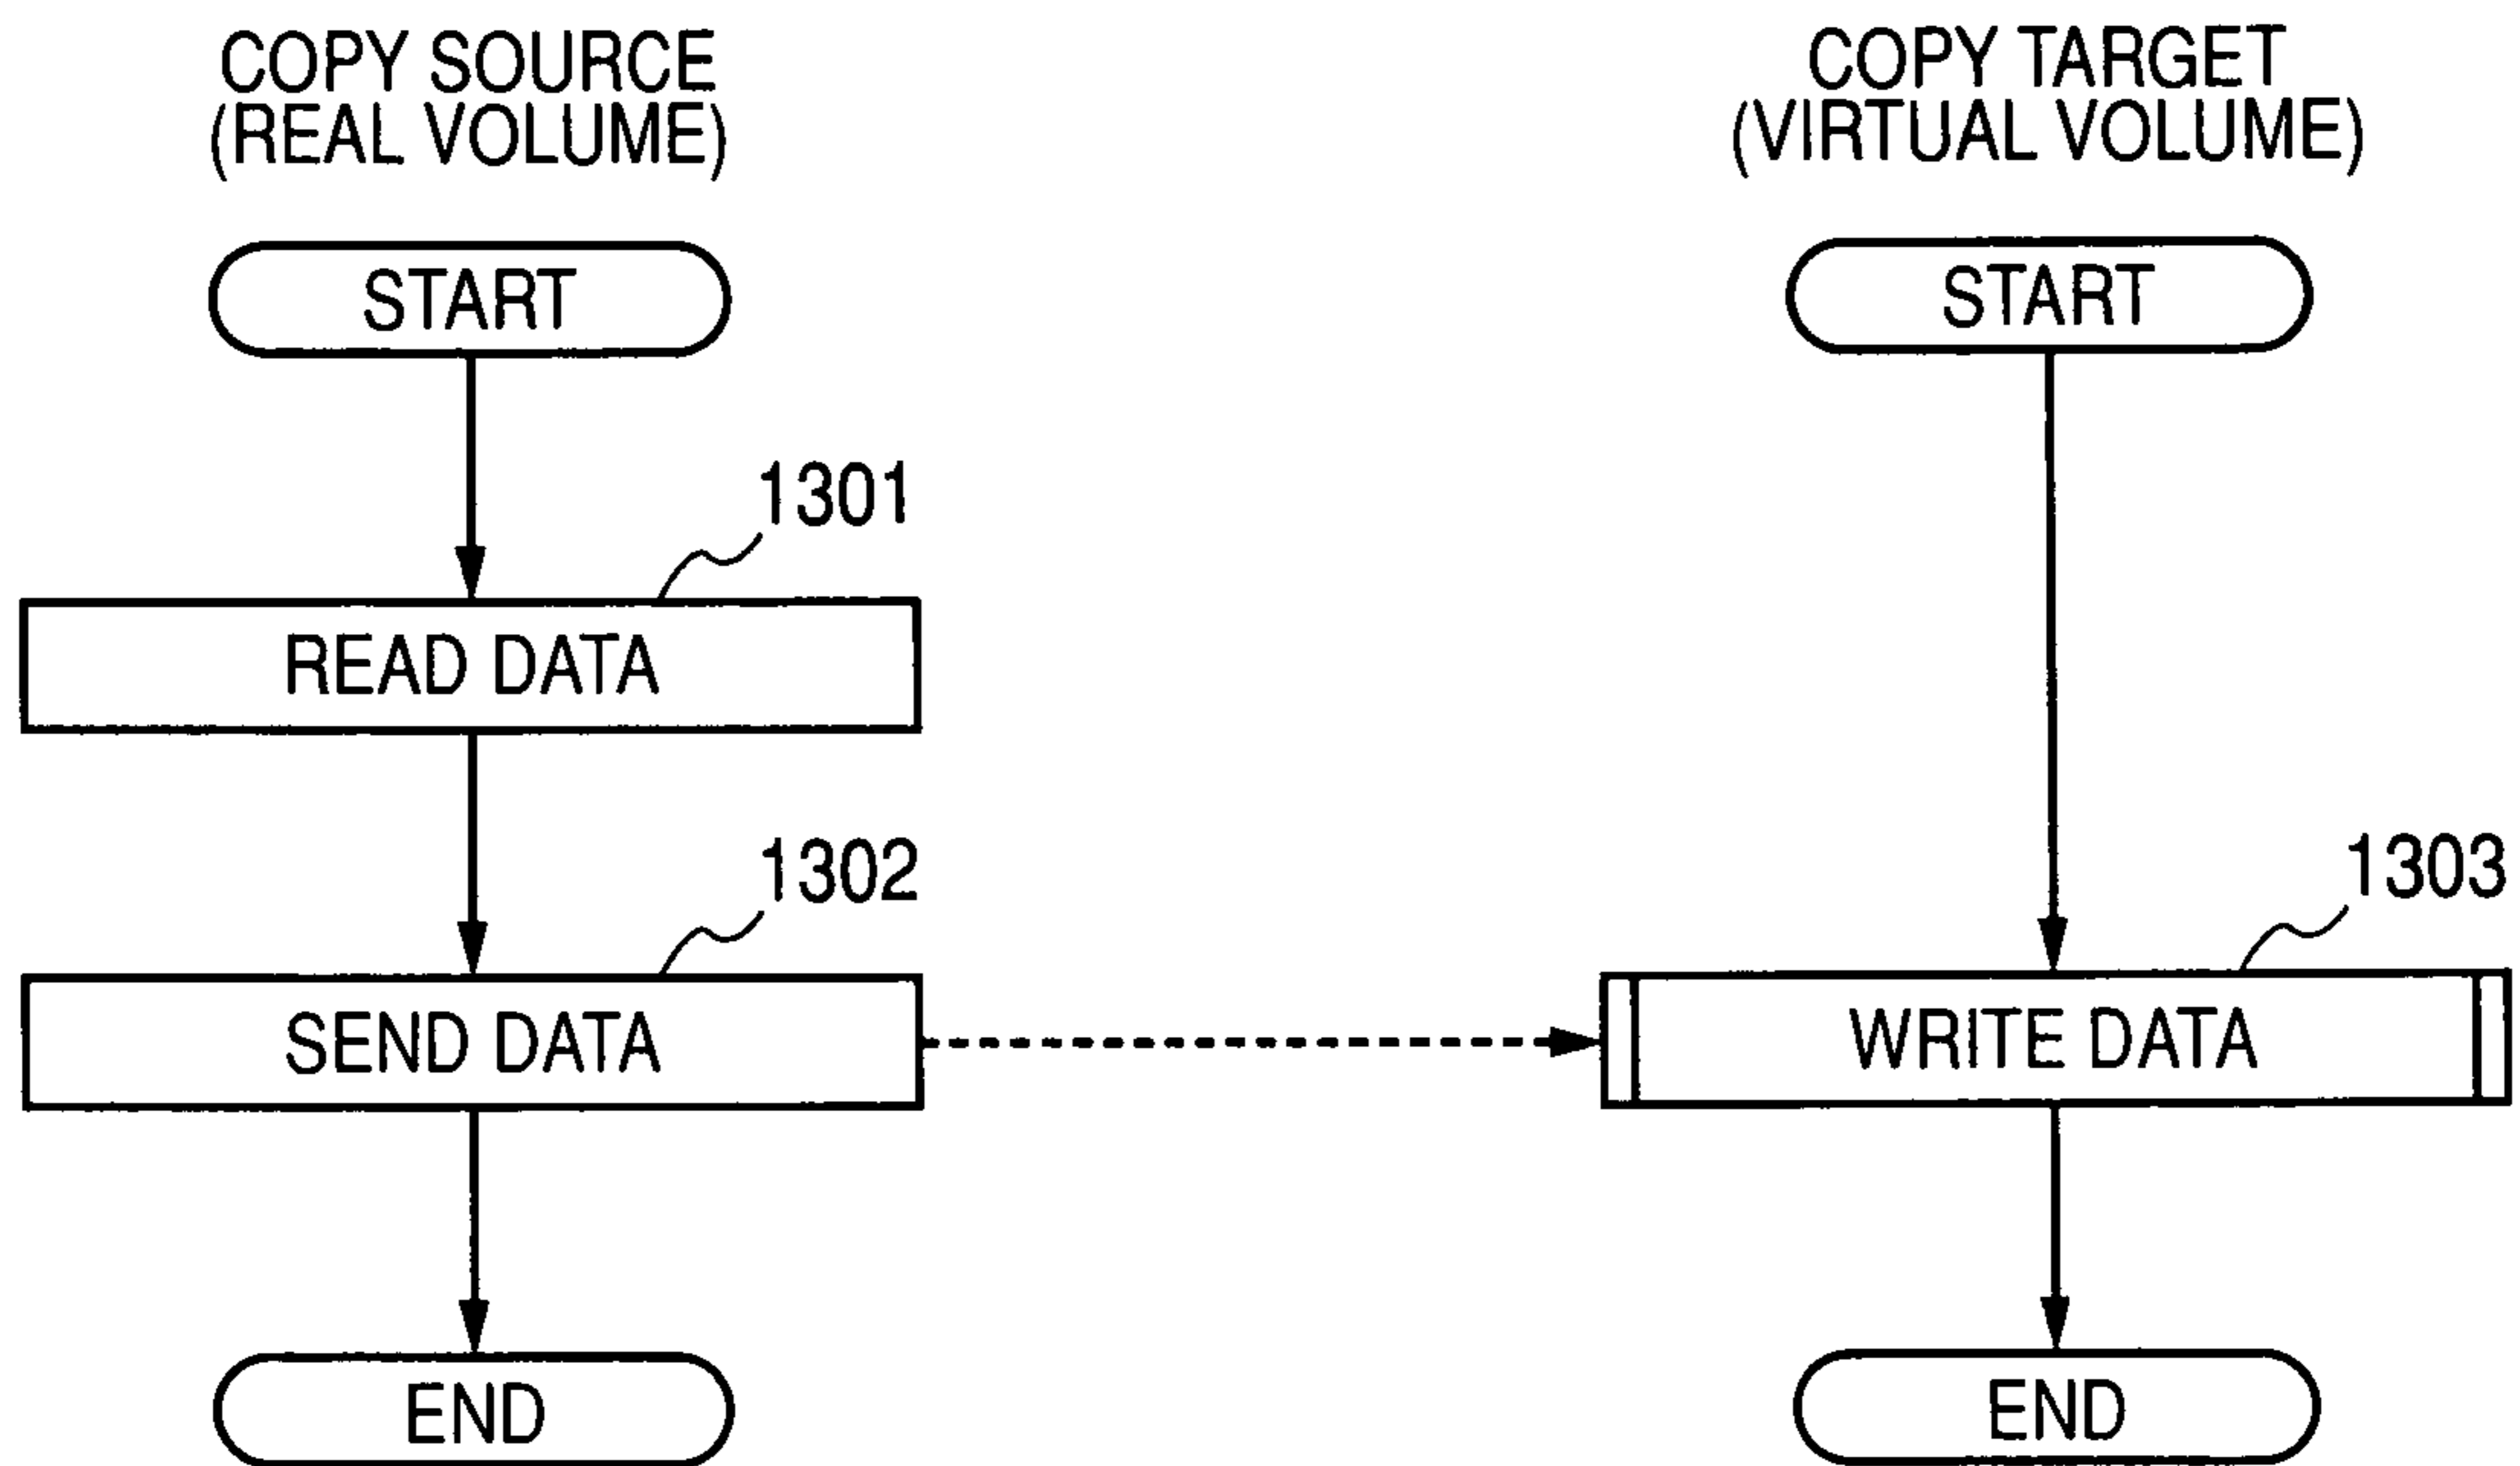 COPY SOURCE
(REAL VOLUME)
START
1301
READ DATA
1302
SEND DATA
END
COPY TARGET
(VIRTUAL VOLUME)
START
1303
WRITE DATA
END